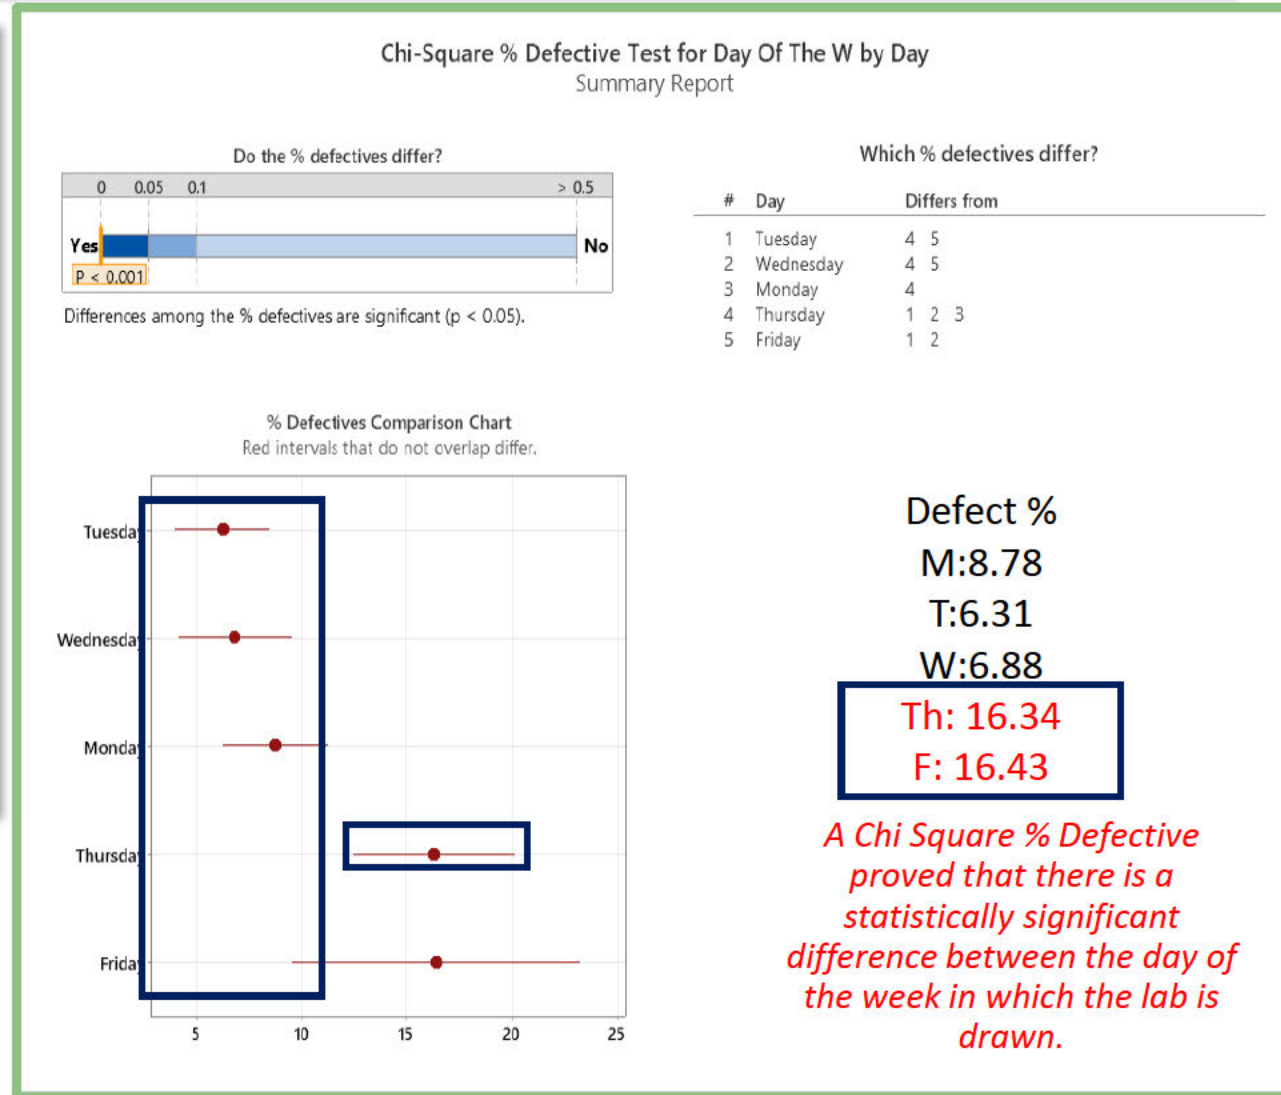 Chi-Square % Defective Test for Day Of The W by Day
Summary Report
Do the % defectives differ?
0 0.05 0.1 > 0.5
Yes No
P < 0.001
Differences among the % defectives are significant (p < 0.05).
Which % defectives differ?
# Day Differs from
1 Tuesday 4 5
2 Wednesday 4 5
3 Monday 4
4 Thursday 1 2 3
5 Friday 1 2
% Defectives Comparison Chart
Red intervals that do not overlap differ.
Tuesday
Wednesday
Monday
Thursday
Friday
5 10 15 20 25
Defect %
M:8.78
T:6.31
W:6.88
Th: 16.34
F: 16.43
A Chi Square % Defective
proved that there is a
statistically significant
difference between the day of
the week in which the lab is
drawn.